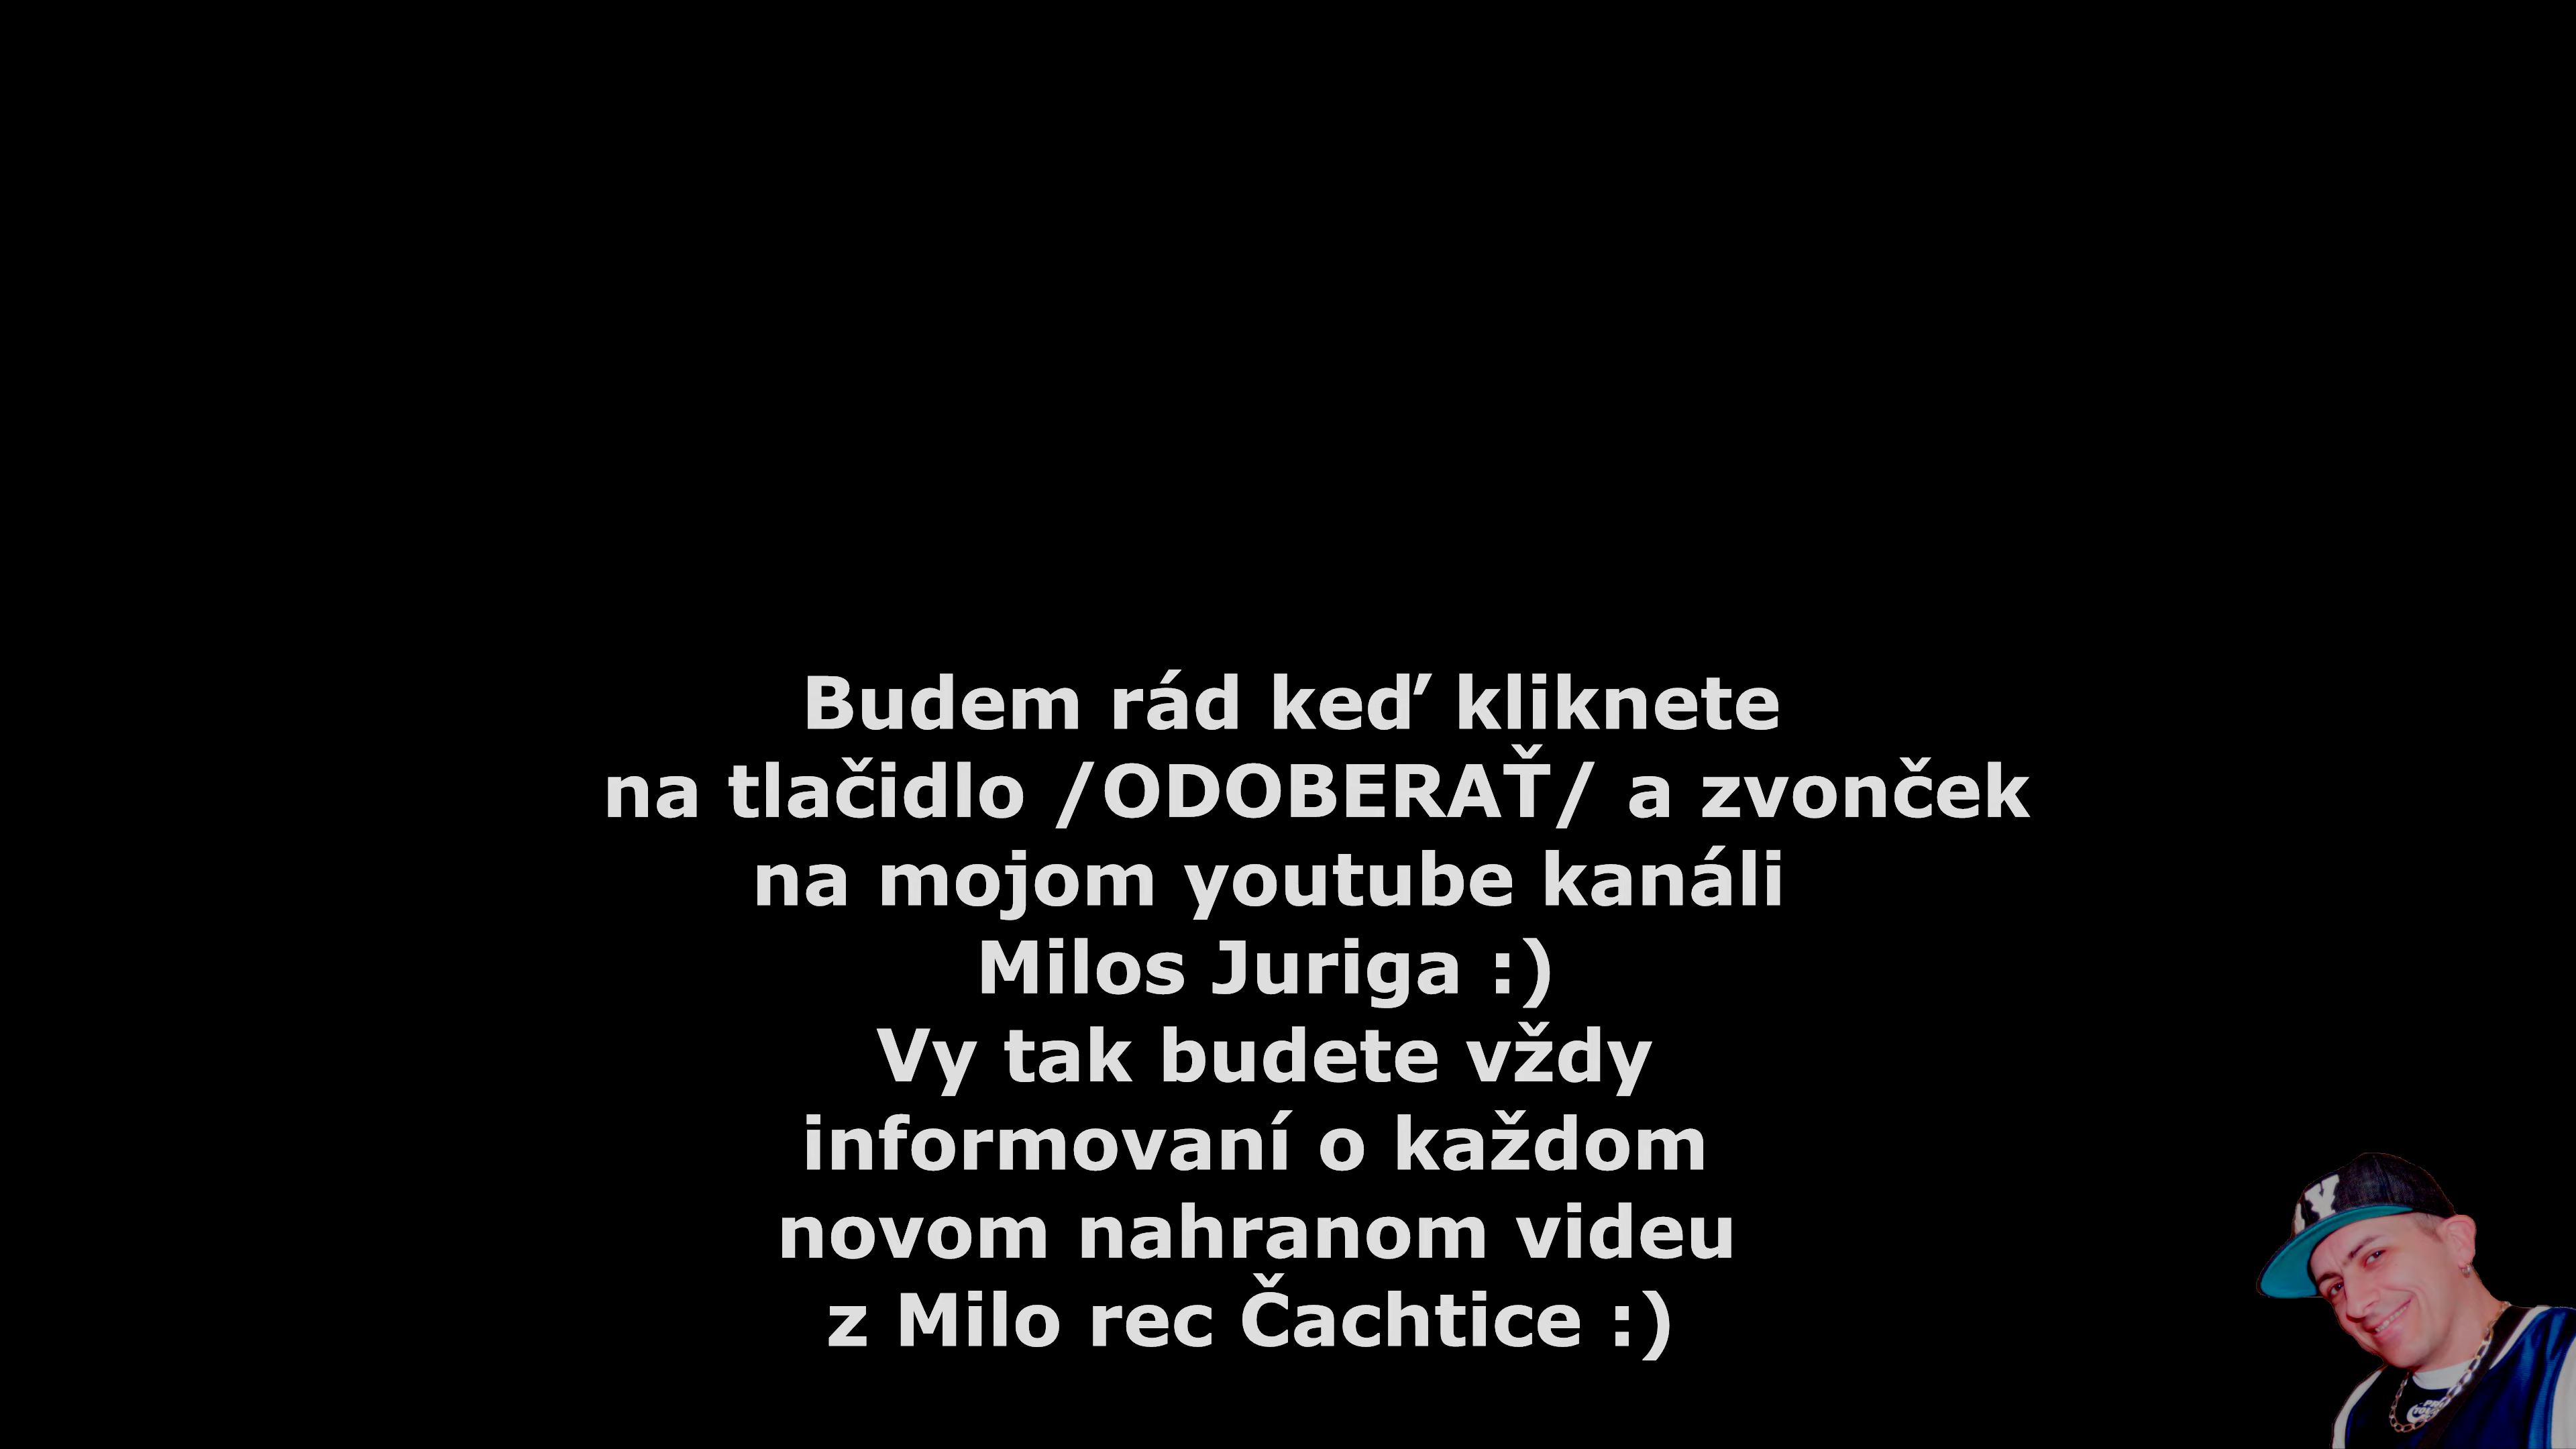 Budem rád keď kliknete
na tlačidlo /ODOBERAŤ/ a zvonček
na mojom youtube kanáli
Milos Juriga :)
Vy tak budete vždy
informovaní o každom
novom nahranom videu
z Milo rec Čachtice :)